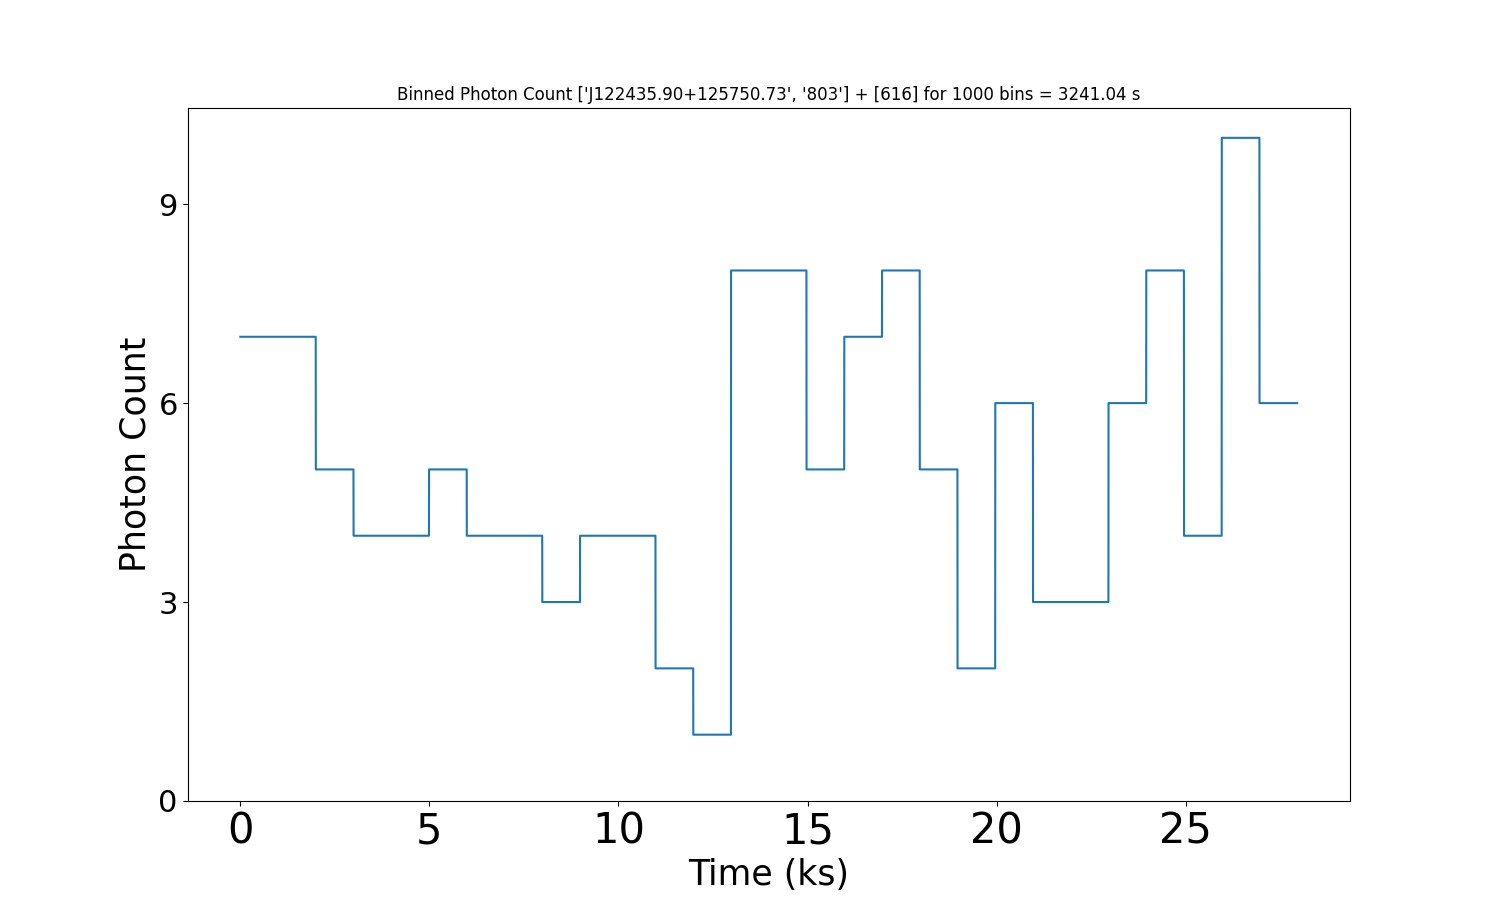 Binned Photon Count ['J122435.90+125750.73', '803'] + [616] for 1000 bins = 3241.04 s
Photon Count
9
6
3
0
0 5 10 15 20 25
Time (ks)